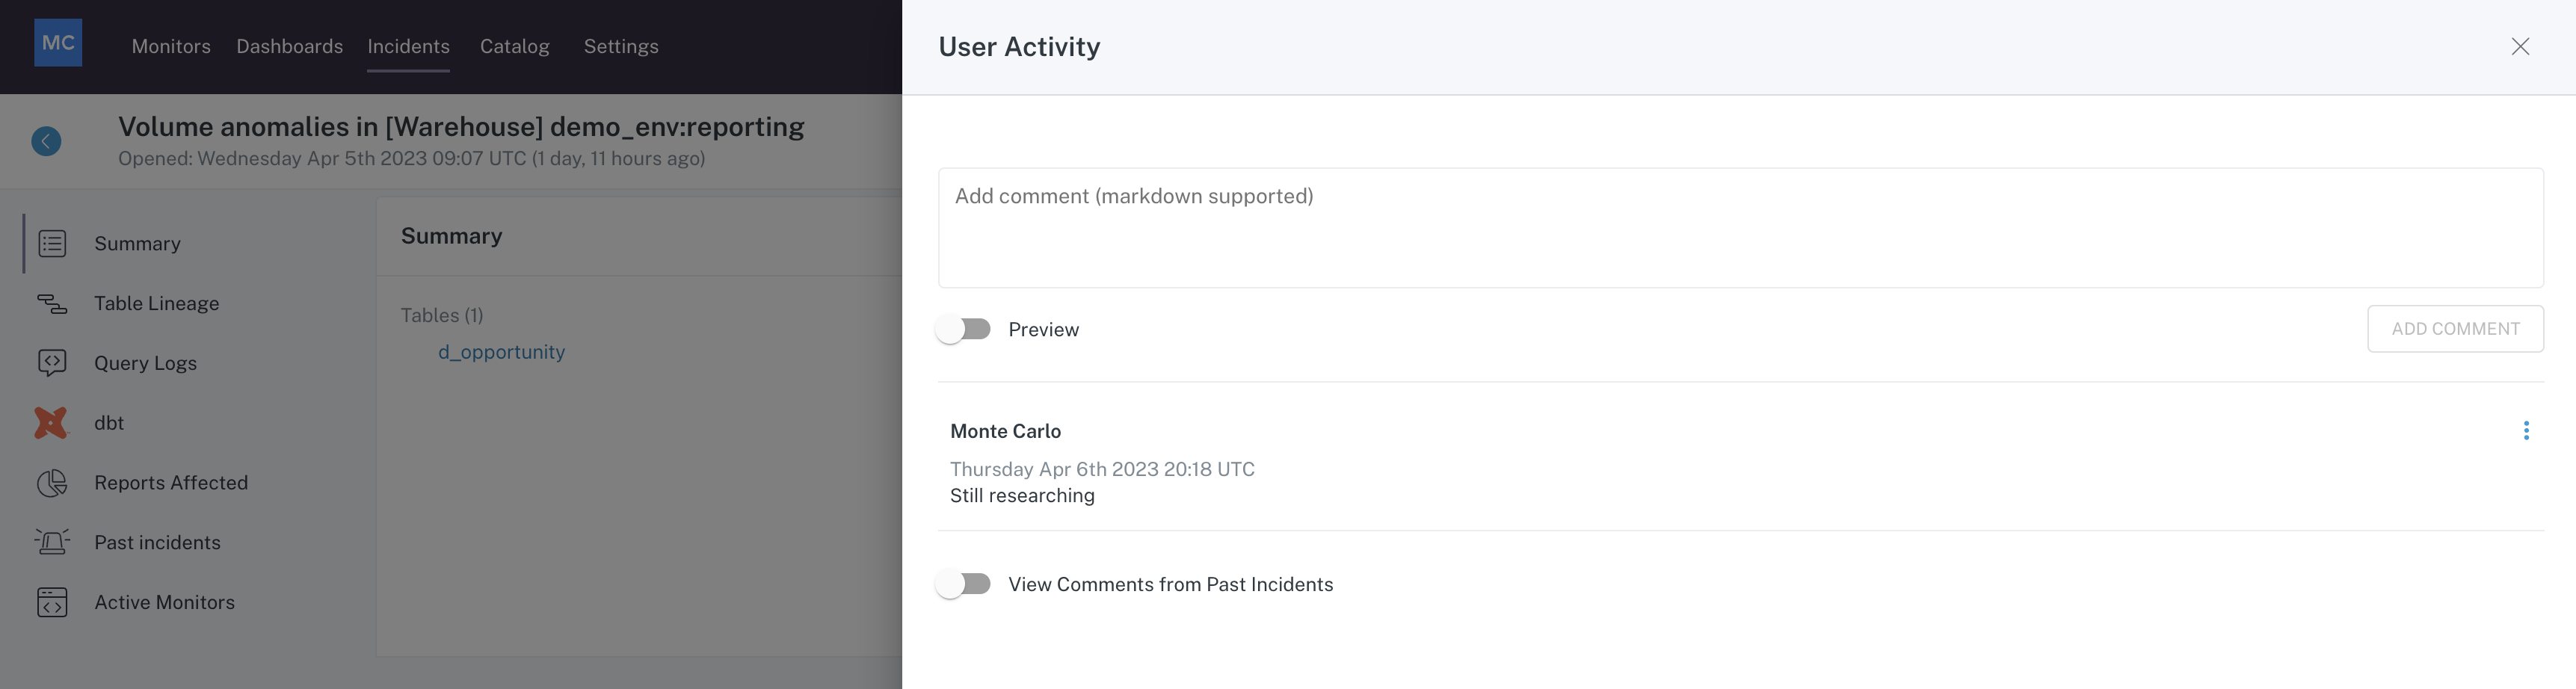 MC
Monitors Dashboards Incidents Catalog Settings
Volume anomalies in [Warehouse] demo_env:reporting
Opened: Wednesday Apr 5th 2023 09:07 UTC (1 day, 11 hours ago)
Summary
Table Lineage
Query Logs
dbt
Reports Affected
Past incidents
Active Monitors
Summary
Tables (1)
d_opportunity
User Activity
Add comment (markdown supported)
Preview
ADD COMMENT
Monte Carlo
Thursday Apr 6th 2023 20:18 UTC
Still researching
View Comments from Past Incidents